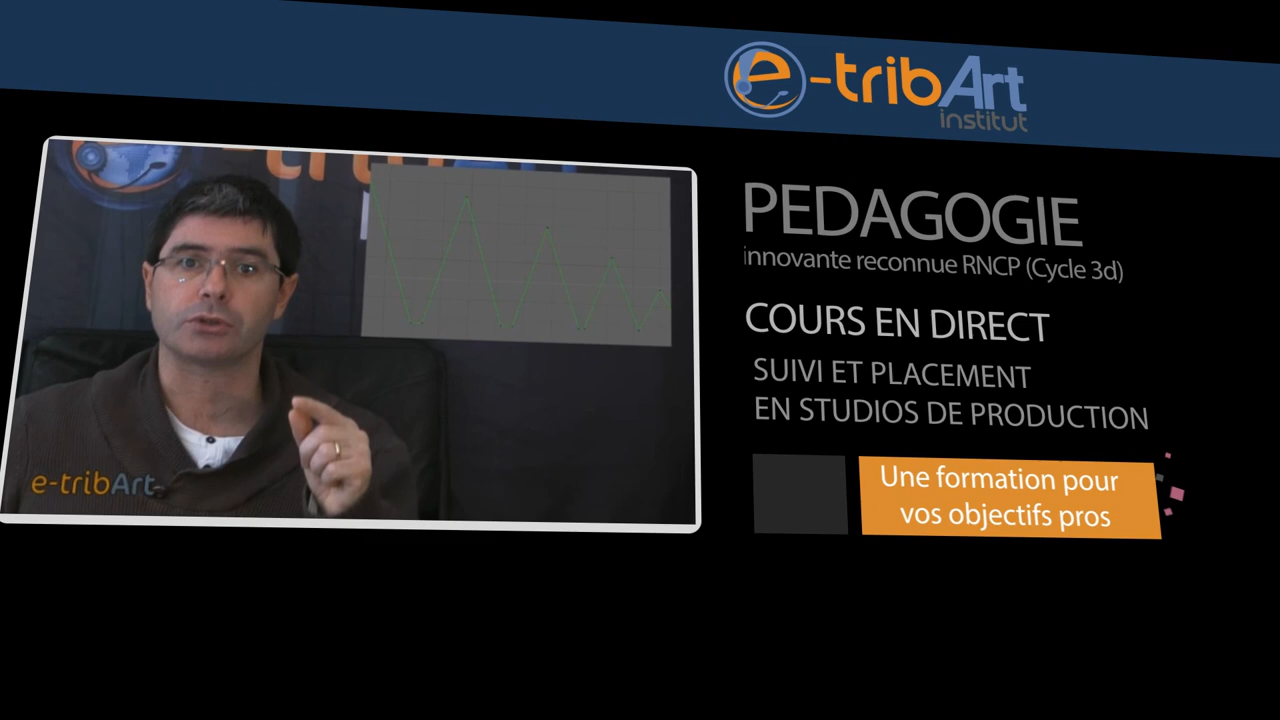 e-tribArt
institut
PEDAGOGIE
innovante reconnue RNCP (Cycle 3d)
COURS EN DIRECT
SUIVI ET PLACEMENT
EN STUDIOS DE PRODUCTION
Une formation pour
vos objectifs pros
e-tribArt